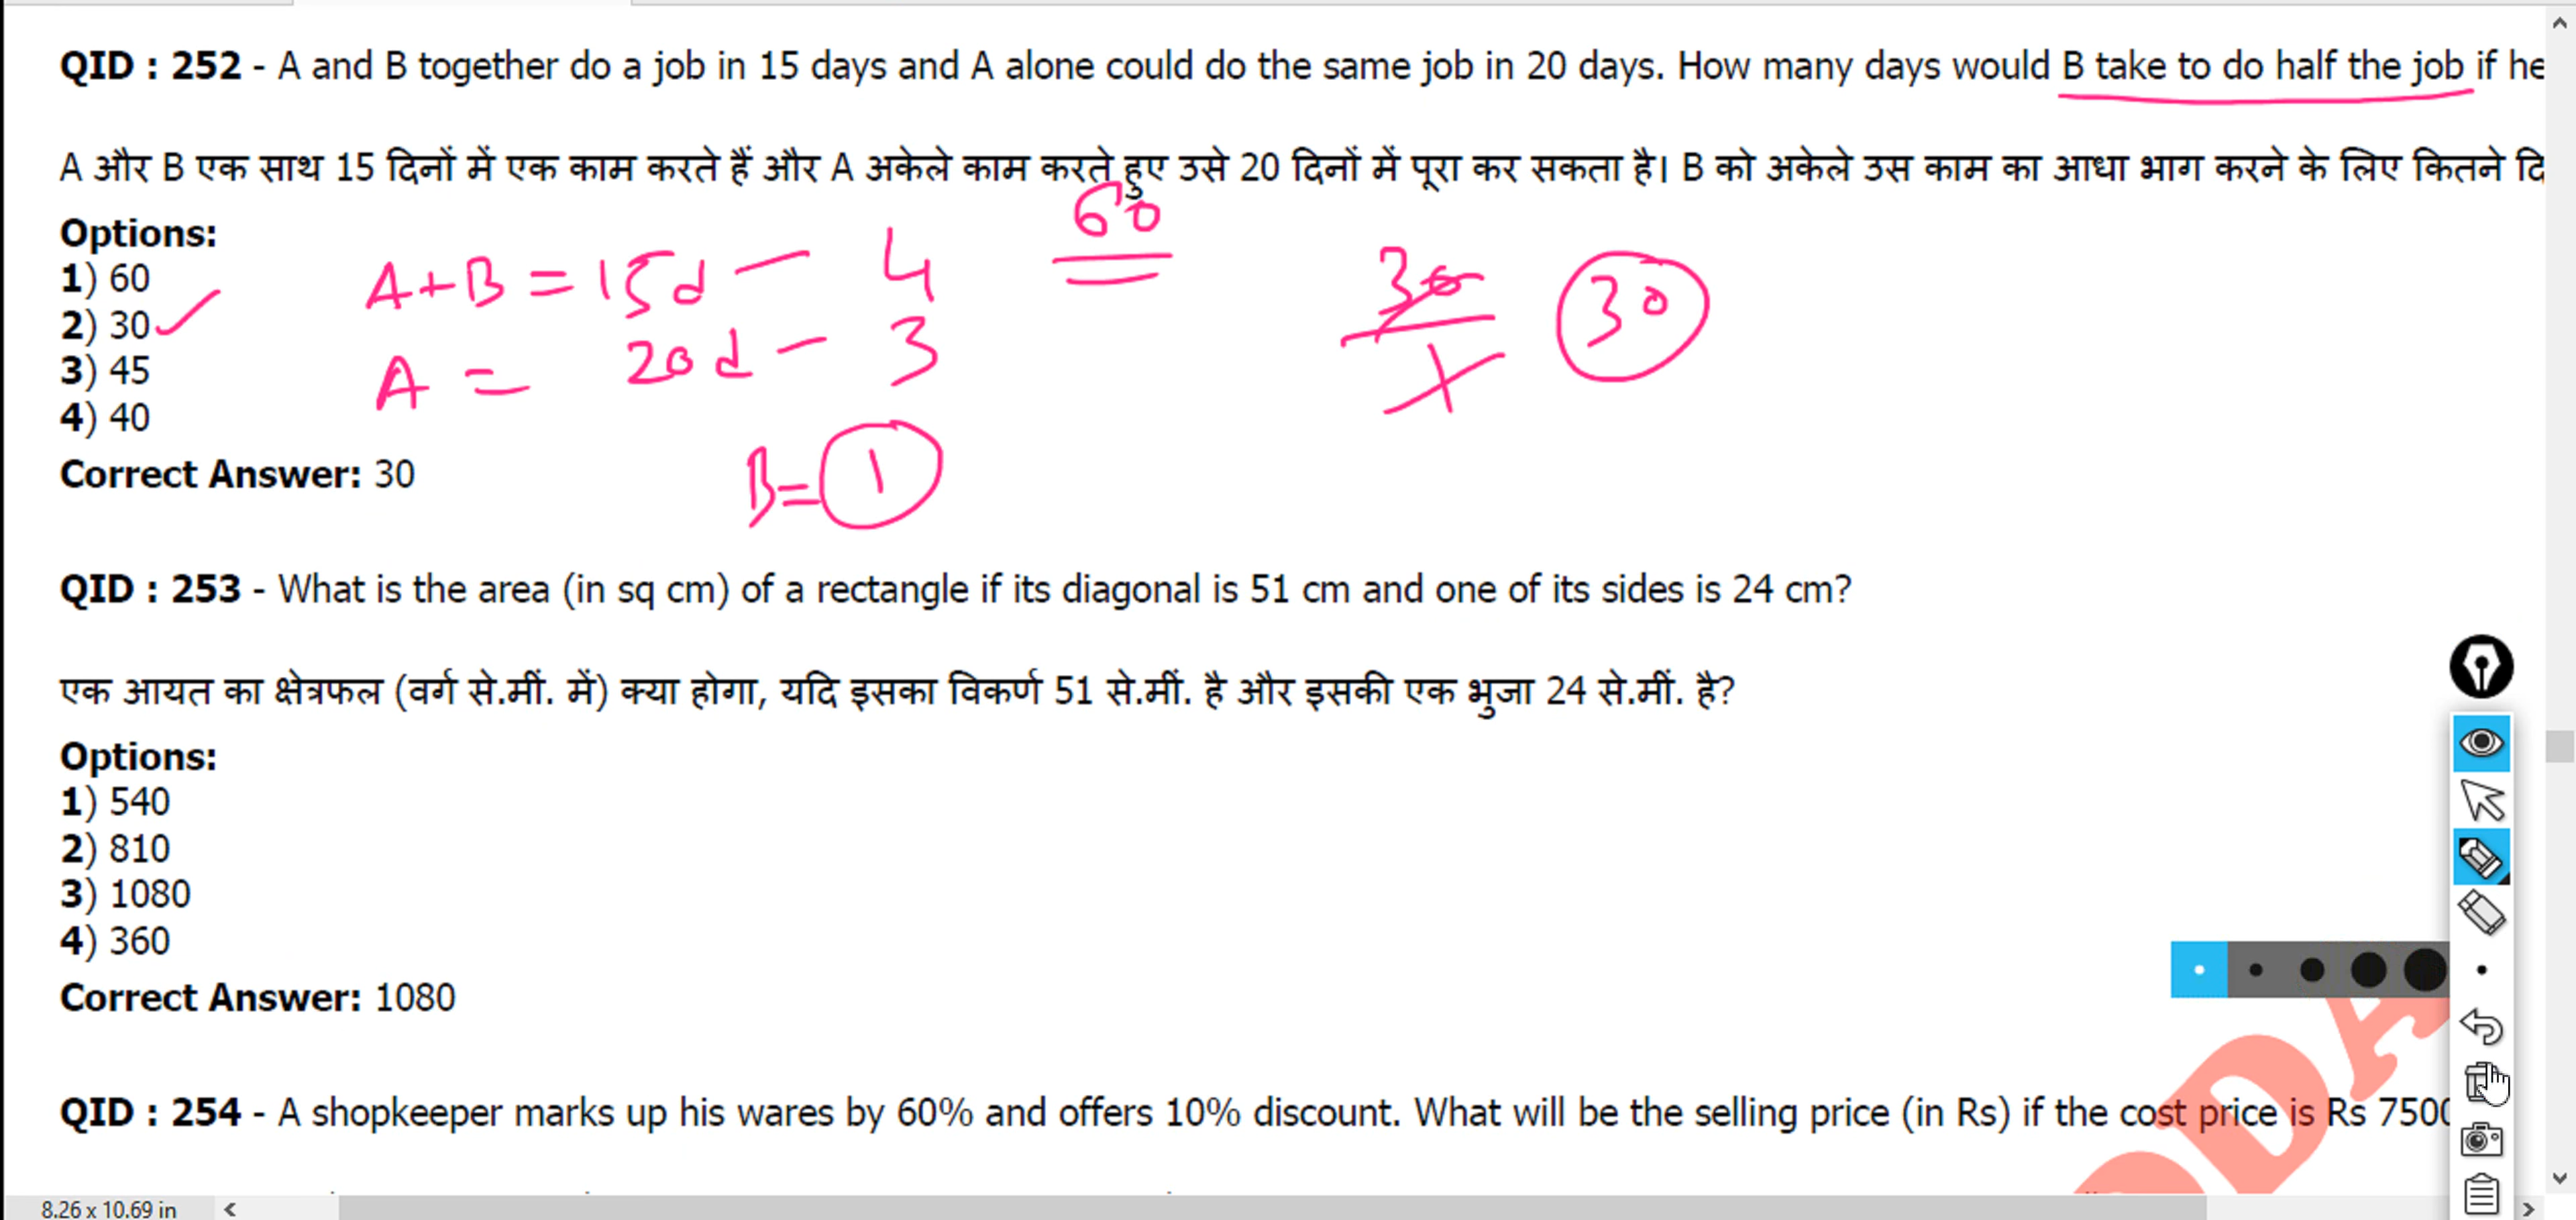 QID : 252 - A and B together do a job in 15 days and A alone could do the same job in 20 days. How many days would B take to do half the job if he
A और B एक साथ 15 दिनों में एक काम करते हैं और A अकेले काम करते हुए उसे 20 दिनों में पूरा कर सकता है। B को अकेले उस काम का आधा भाग करने के लिए कितने दि
Options:
1) 60
2) 30
3) 45
4) 40
A+B = 15d — 4
A = 20d — 3
B = 1
60
30
1
30
Correct Answer: 30
QID : 253 - What is the area (in sq cm) of a rectangle if its diagonal is 51 cm and one of its sides is 24 cm?
एक आयत का क्षेत्रफल (वर्ग से.मीं. में) क्या होगा, यदि इसका विकर्ण 51 से.मीं. है और इसकी एक भुजा 24 से.मीं. है?
Options:
1) 540
2) 810
3) 1080
4) 360
Correct Answer: 1080
QID : 254 - A shopkeeper marks up his wares by 60% and offers 10% discount. What will be the selling price (in Rs) if the cost price is Rs 7500
8.26 x 10.69 in